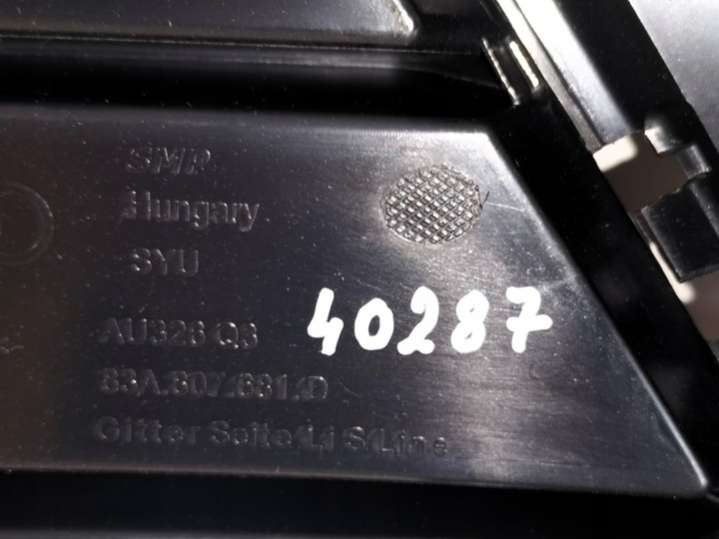 SMP
Hungary
SYU
40287
AU326 Q3
83A.807.681.D
Gitter Seite Li S Line